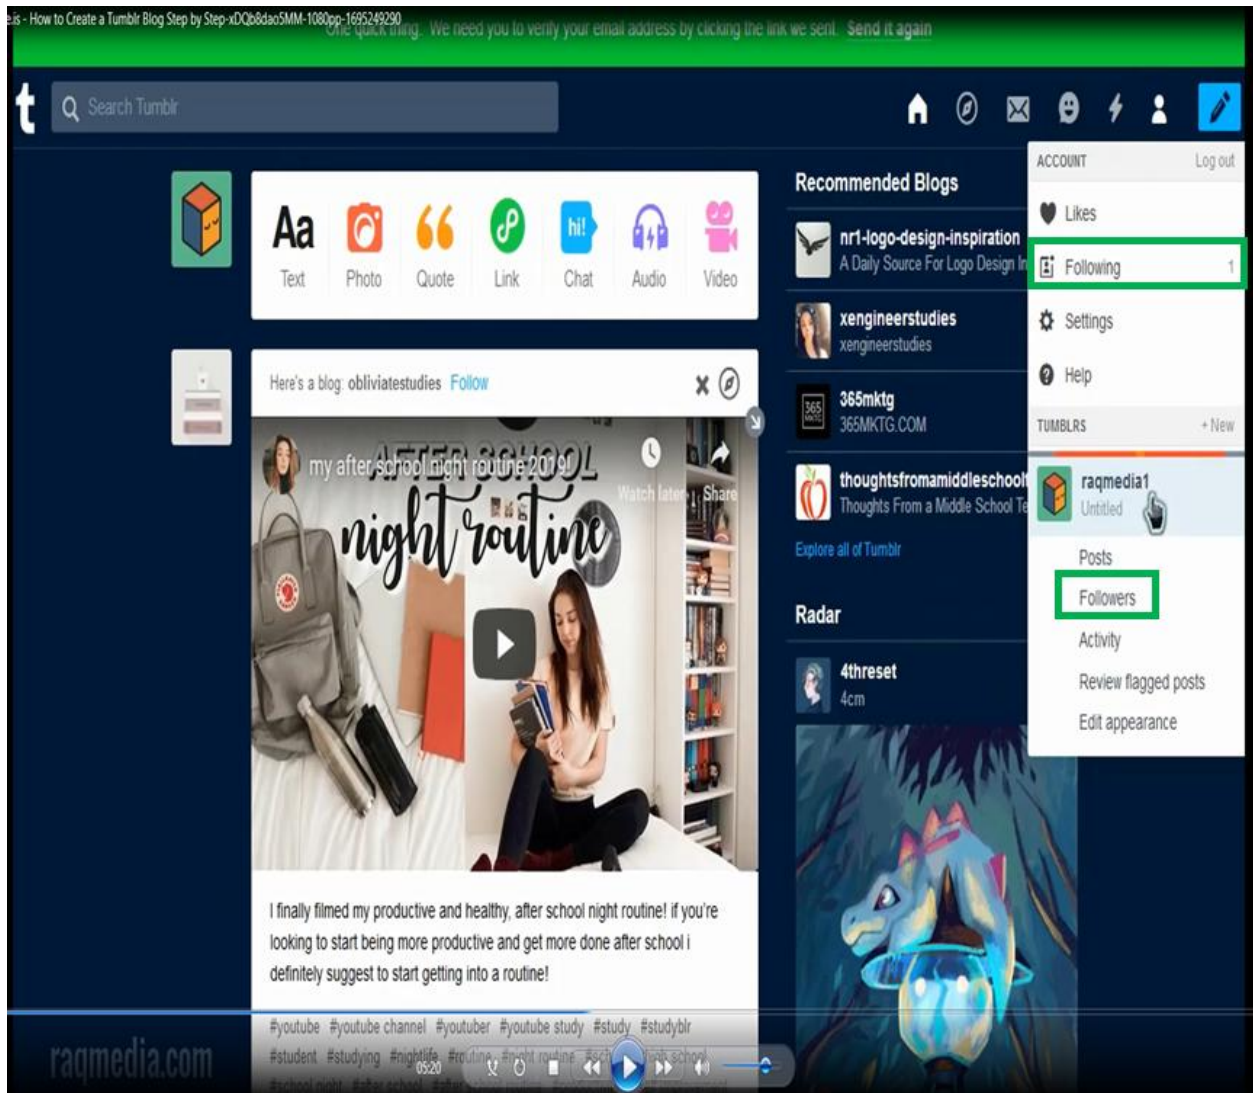 e.is - How to Create a Tumblr Blog Step by Step-xDQb8dao5MM-1080pp-1695249290
One quick thing. We need you to verify your email address by clicking the link we sent. Send it again
t
Search Tumblr
ACCOUNT Log out
Likes
Following 1
Settings
Help
TUMBLRS + New
raqmedia1
Untitled
Posts
Followers
Activity
Review flagged posts
Edit appearance
Aa
hi!
Text Photo Quote Link Chat Audio Video
Here's a blog: obliviatestudies Follow
my after school night routine 2019!
Watch later Share
AFTER SCHOOL
night routine
I finally filmed my productive and healthy, after school night routine! if you're
looking to start being more productive and get more done after school i
definitely suggest to start getting into a routine!
#youtube #youtube channel #youtuber #youtube study #study #studyblr
#student #studying #nightlife #routine #night routine
Recommended Blogs
nr1-logo-design-inspiration
A Daily Source For Logo Design In
xengineerstudies
xengineerstudies
365
MKTG
365mktg
365MKTG.COM
thoughtsfromamiddleschoolt
Thoughts From a Middle School Te
Explore all of Tumblr
Radar
4threset
4cm
raqmedia.com
05:20